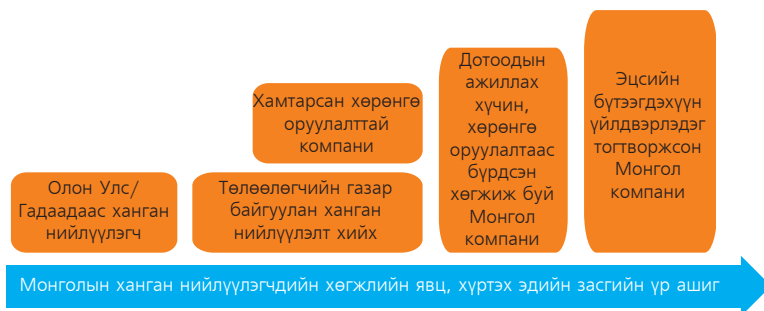 Олон Улс/
Гадаадаас ханган
нийлүүлэгч
Хамтарсан хөрөнгө
оруулалттай
компани
Төлөөлөгчийн газар
байгуулан ханган
нийлүүлэлт хийх
Дотоодын
ажиллах
хүчин,
хөрөнгө
оруулалтаас
бүрдсэн
хөгжиж буй
Монгол
компани
Эцсийн
бүтээгдэхүүн
үйлдвэрлэдэг
тогтворжсон
Монгол
компани
Монголын ханган нийлүүлэгчдийн хөгжлийн явц, хүртэх эдийн засгийн үр ашиг